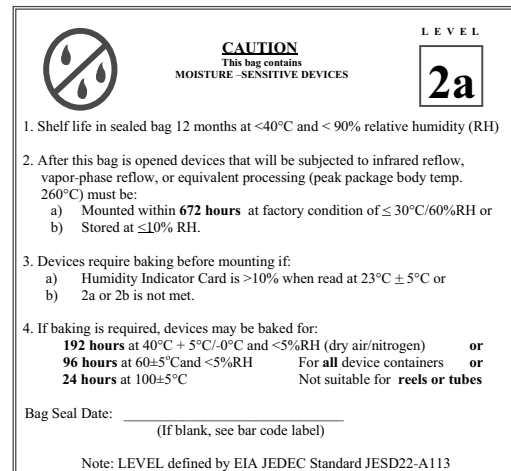 LEVEL
CAUTION
This bag contains
MOISTURE –SENSITIVE DEVICES
2a
1. Shelf life in sealed bag 12 months at <40°C and < 90% relative humidity (RH)
2. After this bag is opened devices that will be subjected to infrared reflow,
vapor-phase reflow, or equivalent processing (peak package body temp.
260°C) must be:
a) Mounted within 672 hours at factory condition of ≤ 30°C/60%RH or
b) Stored at ≤10% RH.
3. Devices require baking before mounting if:
a) Humidity Indicator Card is >10% when read at 23°C ± 5°C or
b) 2a or 2b is not met.
4. If baking is required, devices may be baked for:
192 hours at 40°C + 5°C/-0°C and <5%RH (dry air/nitrogen) or
96 hours at 60±5°Cand <5%RH For all device containers or
24 hours at 100±5°C Not suitable for reels or tubes
Bag Seal Date: ______________________________
(If blank, see bar code label)
Note: LEVEL defined by EIA JEDEC Standard JESD22-A113